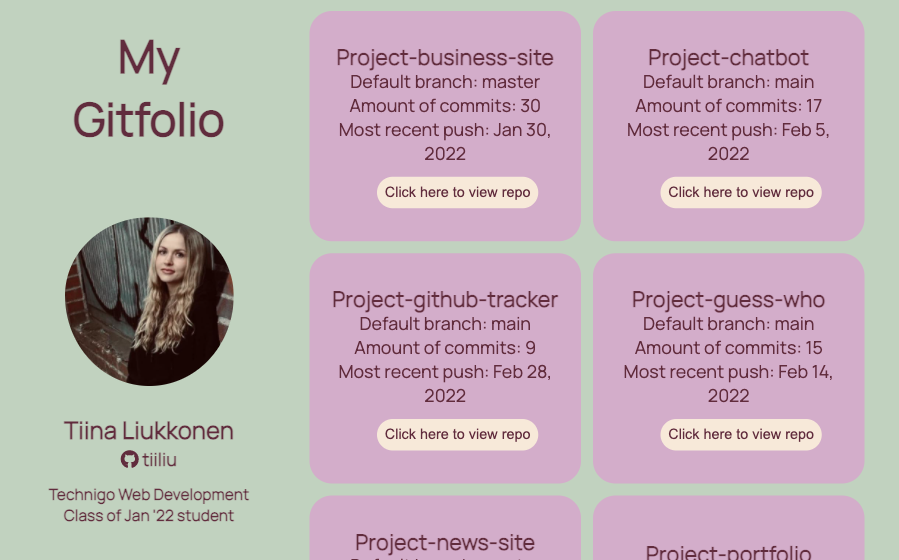 My
Gitfolio
Tiina Liukkonen
tiiliu
Technigo Web Development
Class of Jan '22 student
Project-business-site
Default branch: master
Amount of commits: 30
Most recent push: Jan 30,
2022
Click here to view repo
Project-chatbot
Default branch: main
Amount of commits: 17
Most recent push: Feb 5,
2022
Click here to view repo
Project-github-tracker
Default branch: main
Amount of commits: 9
Most recent push: Feb 28,
2022
Click here to view repo
Project-guess-who
Default branch: main
Amount of commits: 15
Most recent push: Feb 14,
2022
Click here to view repo
Project-news-site
Project-portfolio